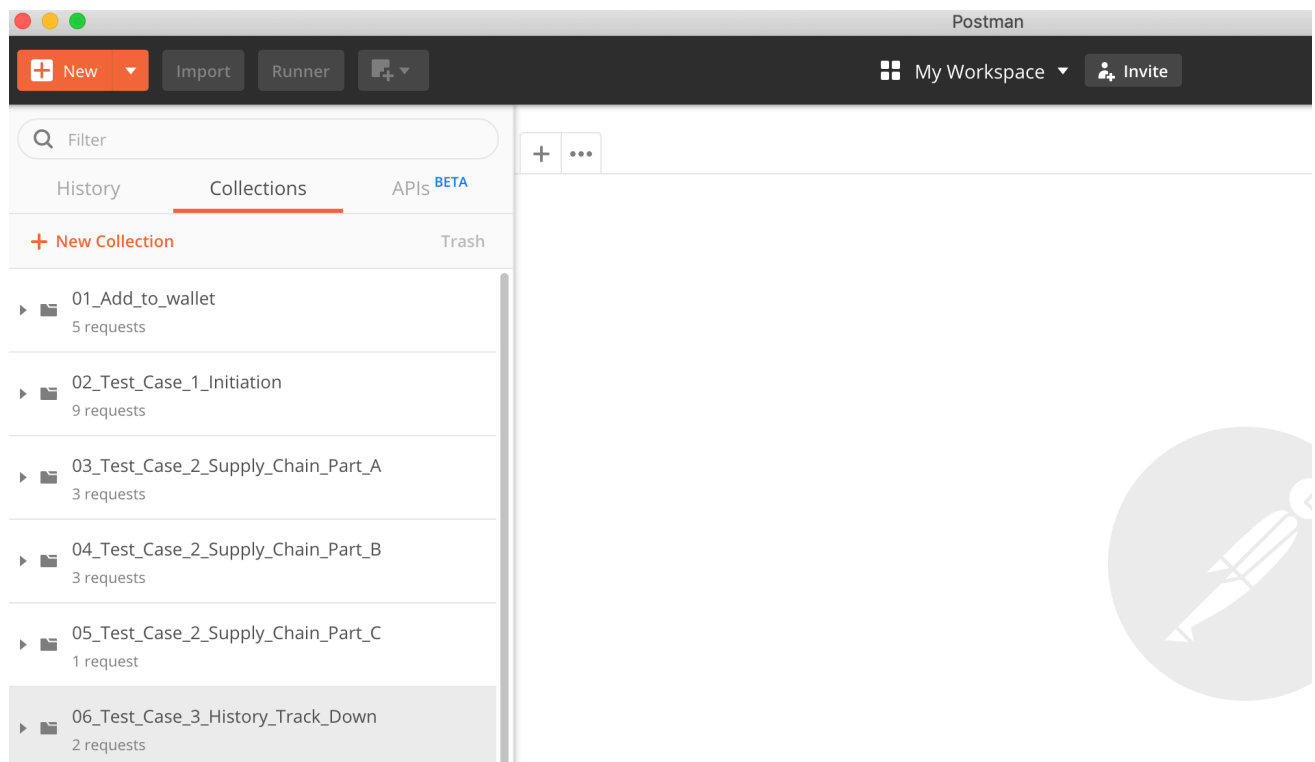 Postman
New Import Runner My Workspace Invite
Filter
History Collections APIs BETA
New Collection Trash
01_Add_to_wallet
5 requests
02_Test_Case_1_Initiation
9 requests
03_Test_Case_2_Supply_Chain_Part_A
3 requests
04_Test_Case_2_Supply_Chain_Part_B
3 requests
05_Test_Case_2_Supply_Chain_Part_C
1 request
06_Test_Case_3_History_Track_Down
2 requests